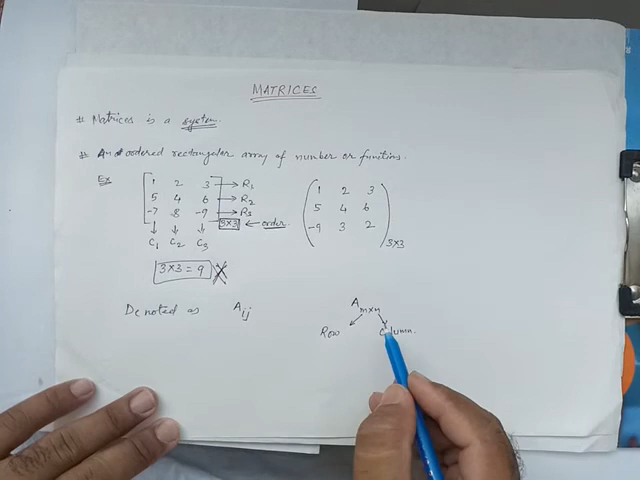 MATRICES
# Matrices is a system.
# An ordered rectangular array of number or functions.
Ex
1 2 3 → R1
5 4 6 → R2
-7 8 -9 → R3
3×3 ← order
↓ ↓ ↓
C1 C2 C3
1 2 3
5 4 6
-9 3 2
3×3
3×3 = 9 X
Denoted as Aij
Am×n
Row Column.